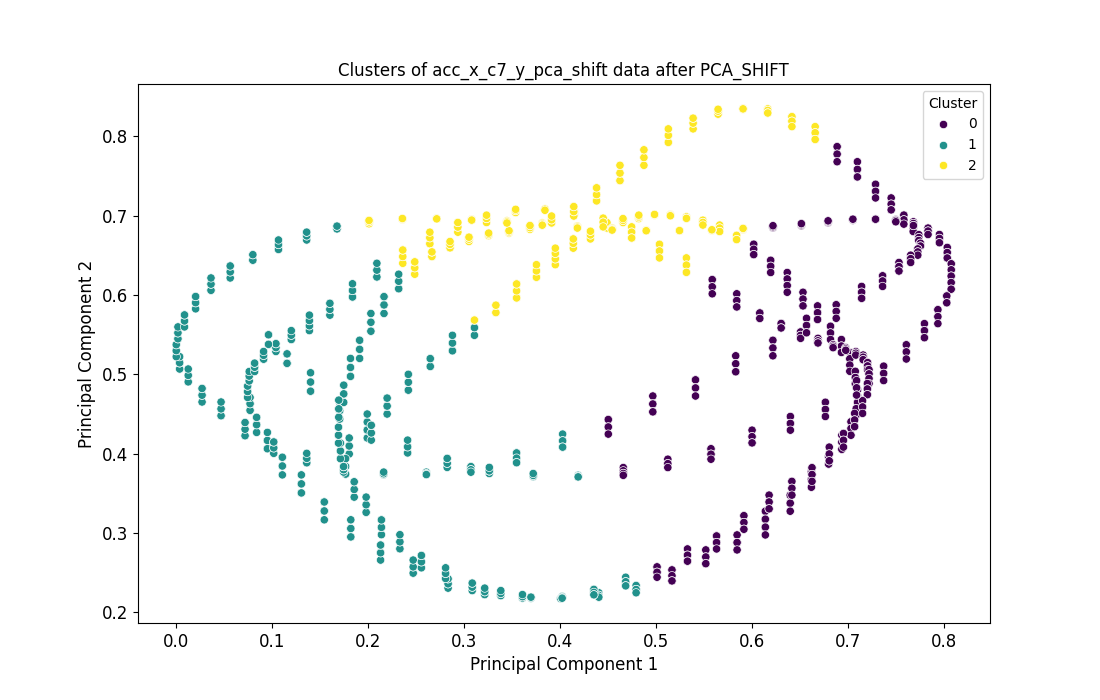 Clusters of acc_x_c7_y_pca_shift data after PCA_SHIFT
Cluster
0
1
2
Principal Component 2
0.8
0.7
0.6
0.5
0.4
0.3
0.2
0.0 0.1 0.2 0.3 0.4 0.5 0.6 0.7 0.8
Principal Component 1